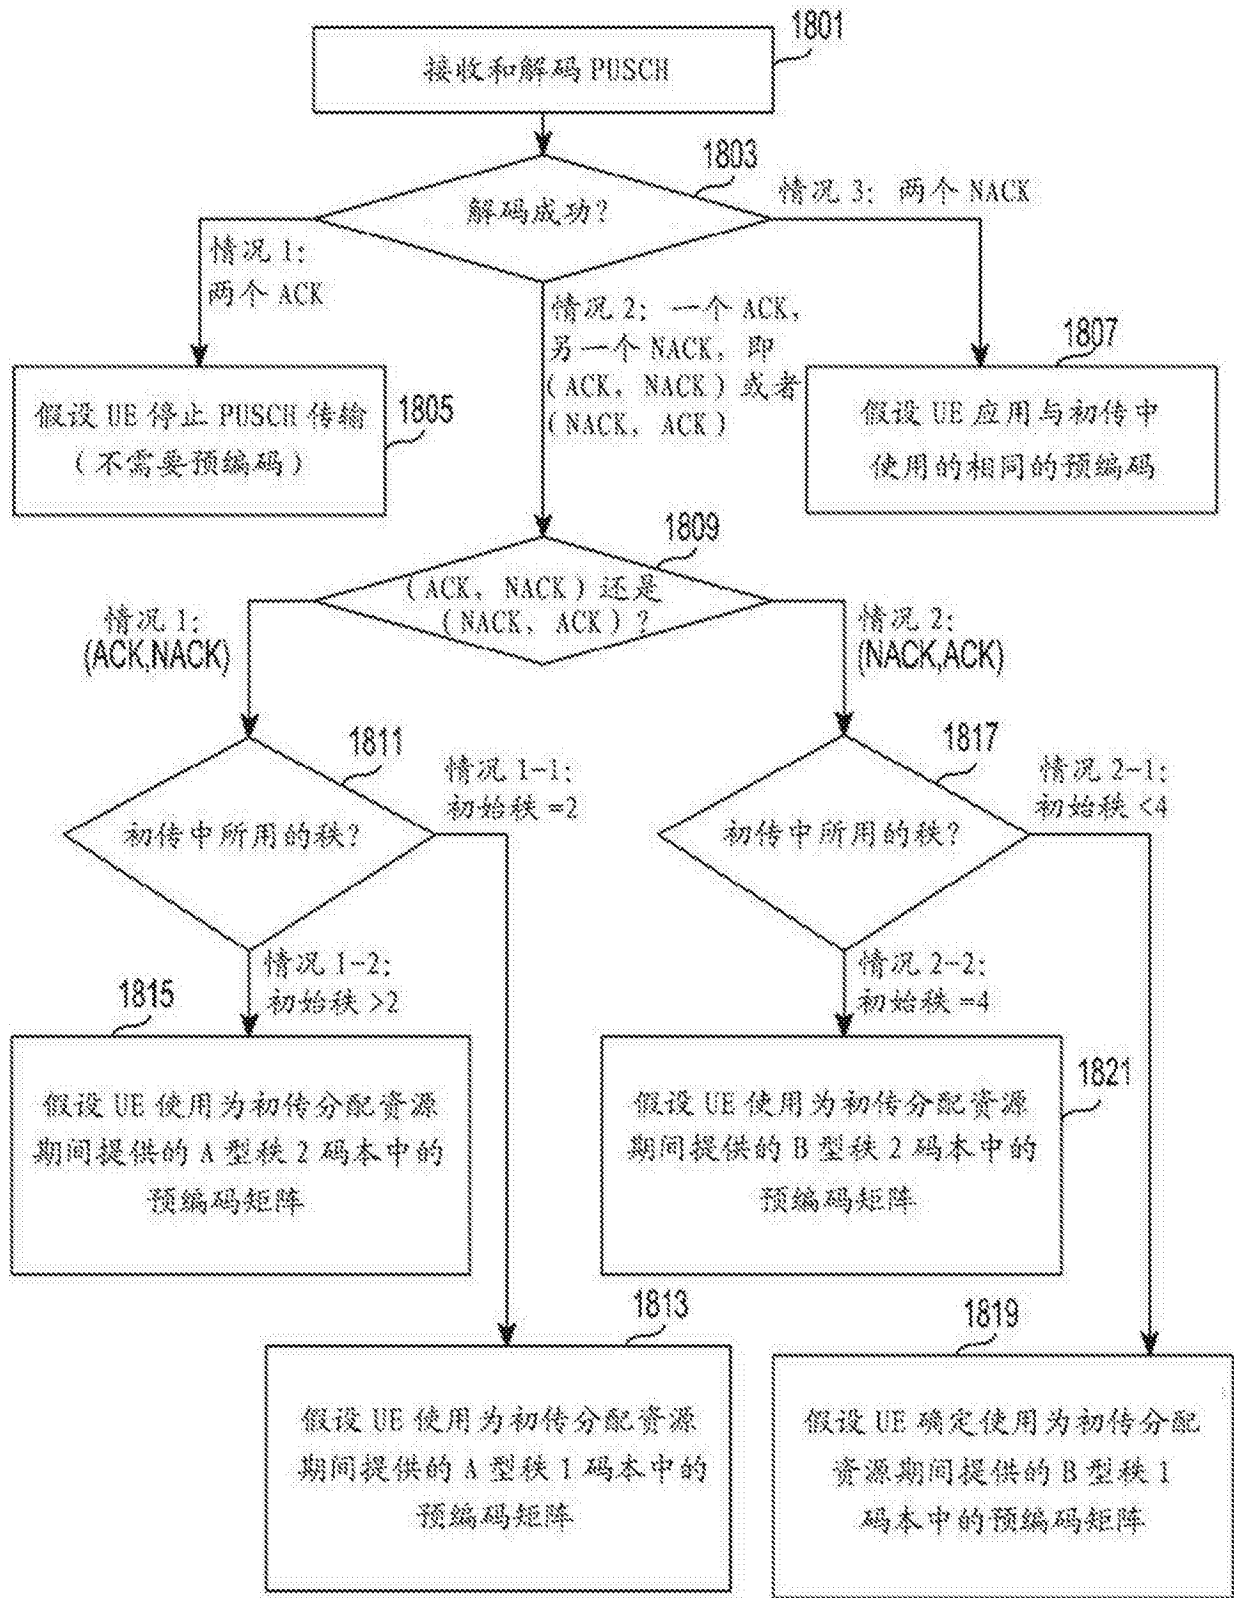 1801
接收和解码 PUSCH
1803
解码成功？
情况 3：两个 NACK
情况 1：
两个 ACK
情况 2：一个 ACK，
另一个 NACK，即
（ACK，NACK）或者
（NACK，ACK）
1805
假设 UE 停止 PUSCH 传输
（不需要预编码）
1807
假设 UE 应用与初传中
使用的相同的预编码
1809
（ACK，NACK）还是
（NACK，ACK）？
情况 1：
(ACK,NACK)
情况 2：
(NACK,ACK)
1811
初传中所用的秩？
情况 1-1：
初始秩 =2
1817
初传中所用的秩？
情况 2-1：
初始秩 <4
情况 1-2：
初始秩 >2
情况 2-2：
初始秩 =4
1815
假设 UE 使用为初传分配资源
期间提供的 A 型秩 2 码本中的
预编码矩阵
1821
假设 UE 使用为初传分配资源
期间提供的 B 型秩 2 码本中的
预编码矩阵
1813
假设 UE 使用为初传分配资源
期间提供的 A 型秩 1 码本中的
预编码矩阵
1819
假设 UE 确定使用为初传分配
资源期间提供的 B 型秩 1
码本中的预编码矩阵